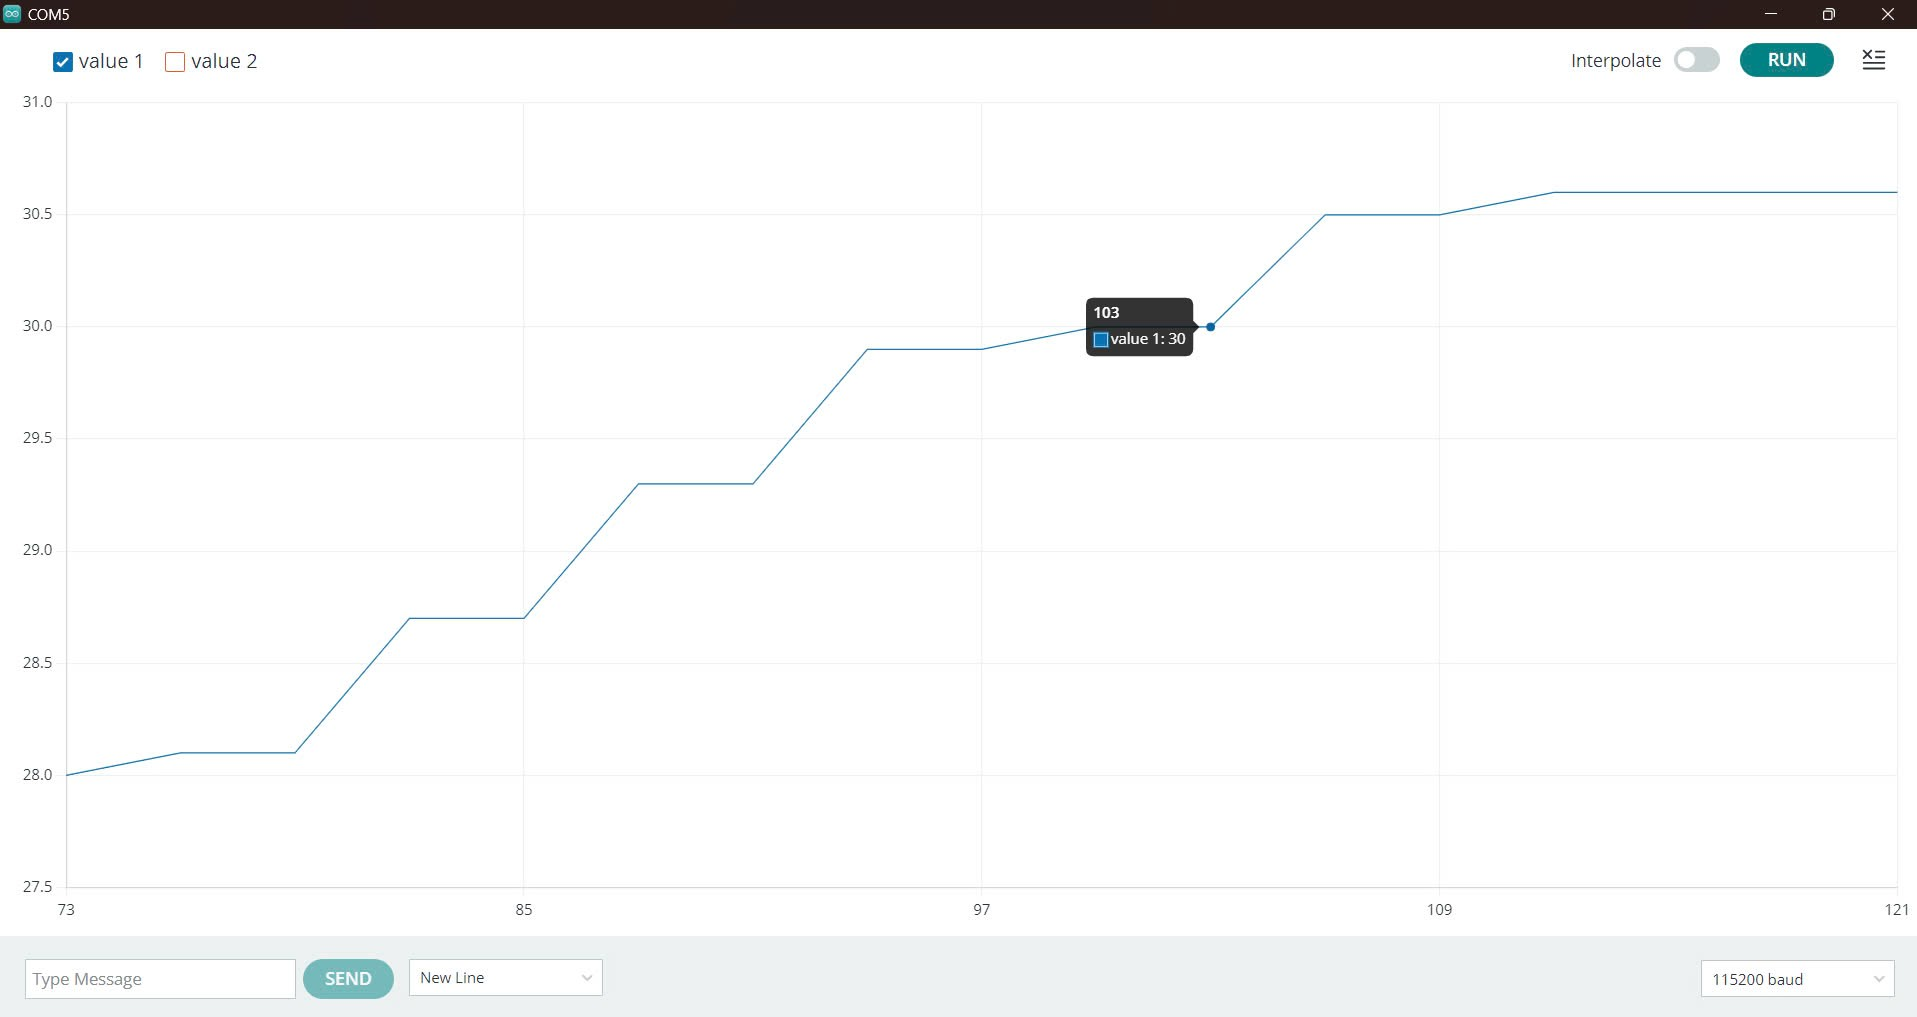 COM5
value 1 value 2 Interpolate RUN
31.0
30.5
30.0
29.5
29.0
28.5
28.0
27.5
103
value 1: 30
73 85 97 109 121
Type Message SEND New Line 115200 baud